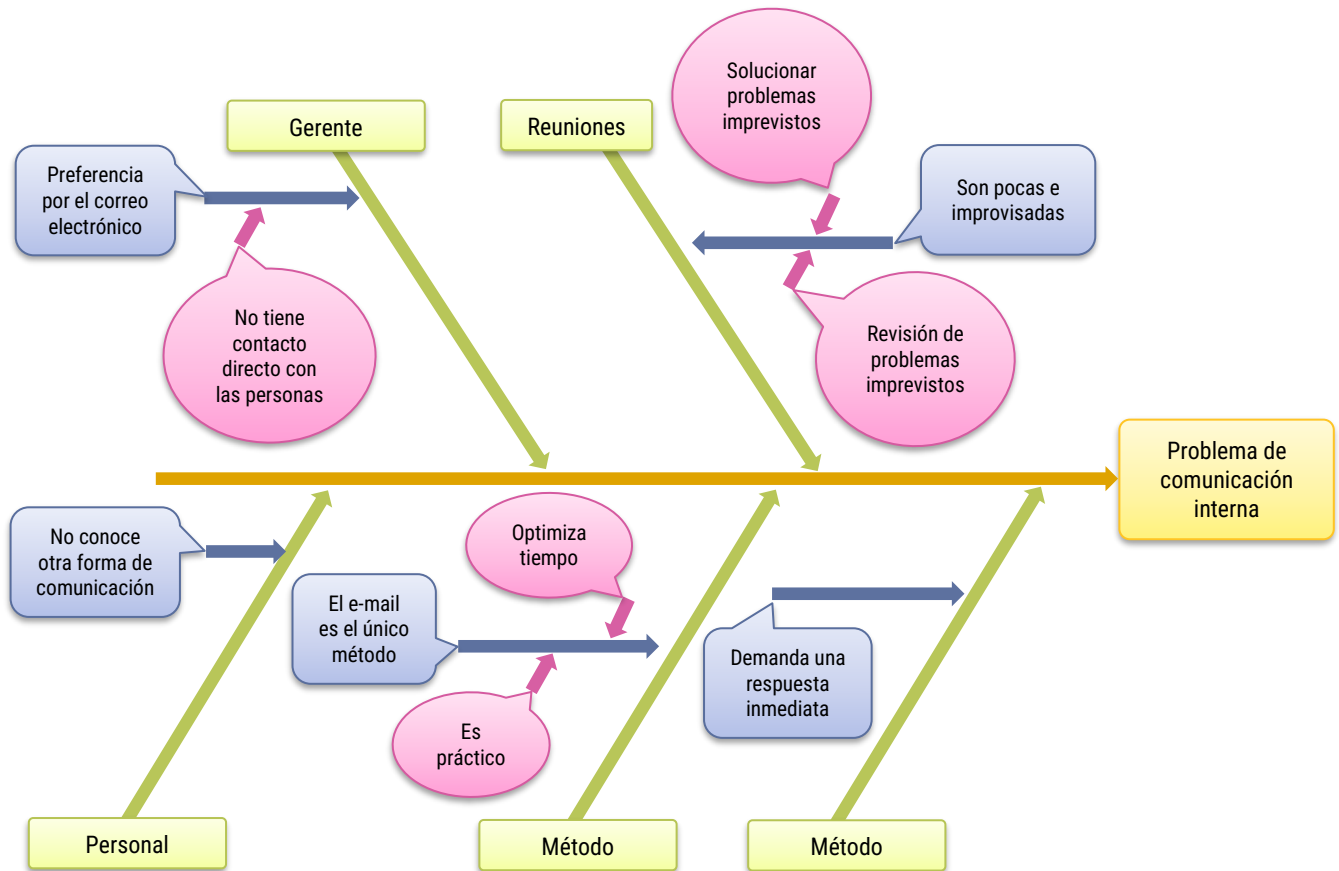 Solucionar
problemas
imprevistos
Gerente
Reuniones
Preferencia
por el correo
electrónico
Son pocas e
improvisadas
No tiene
contacto
directo con
las personas
Revisión de
problemas
imprevistos
Problema de
comunicación
interna
No conoce
otra forma de
comunicación
Optimiza
tiempo
El e-mail
es el único
método
Demanda una
respuesta
inmediata
Es
práctico
Personal
Método
Método